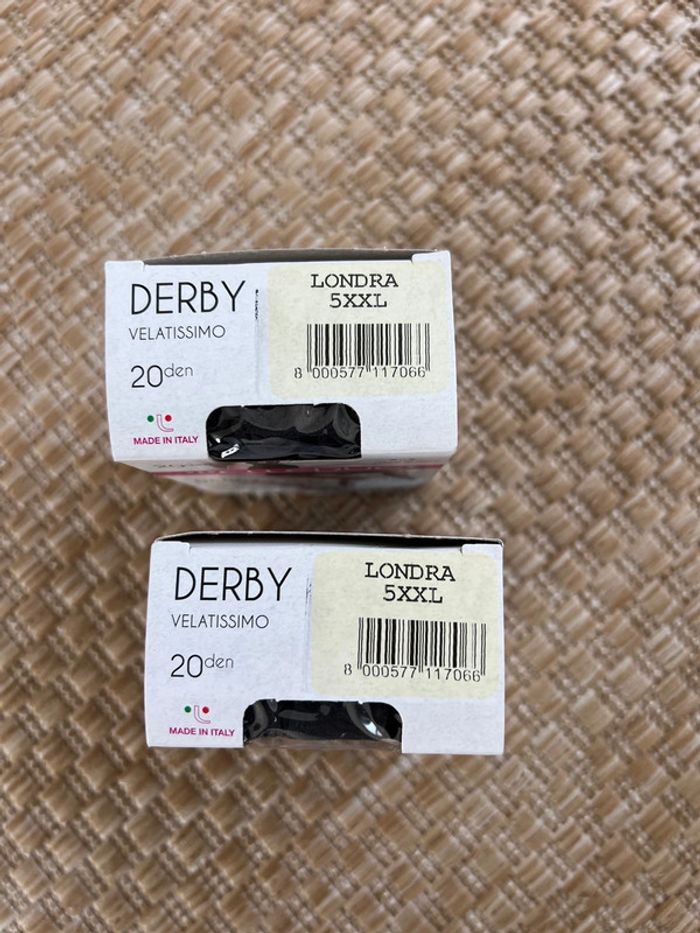 DERBY
VELATISSIMO
20den
MADE IN ITALY
LONDRA
5XXL
8 000577 117066
DERBY
VELATISSIMO
20den
MADE IN ITALY
LONDRA
5XXL
8 000577 117066